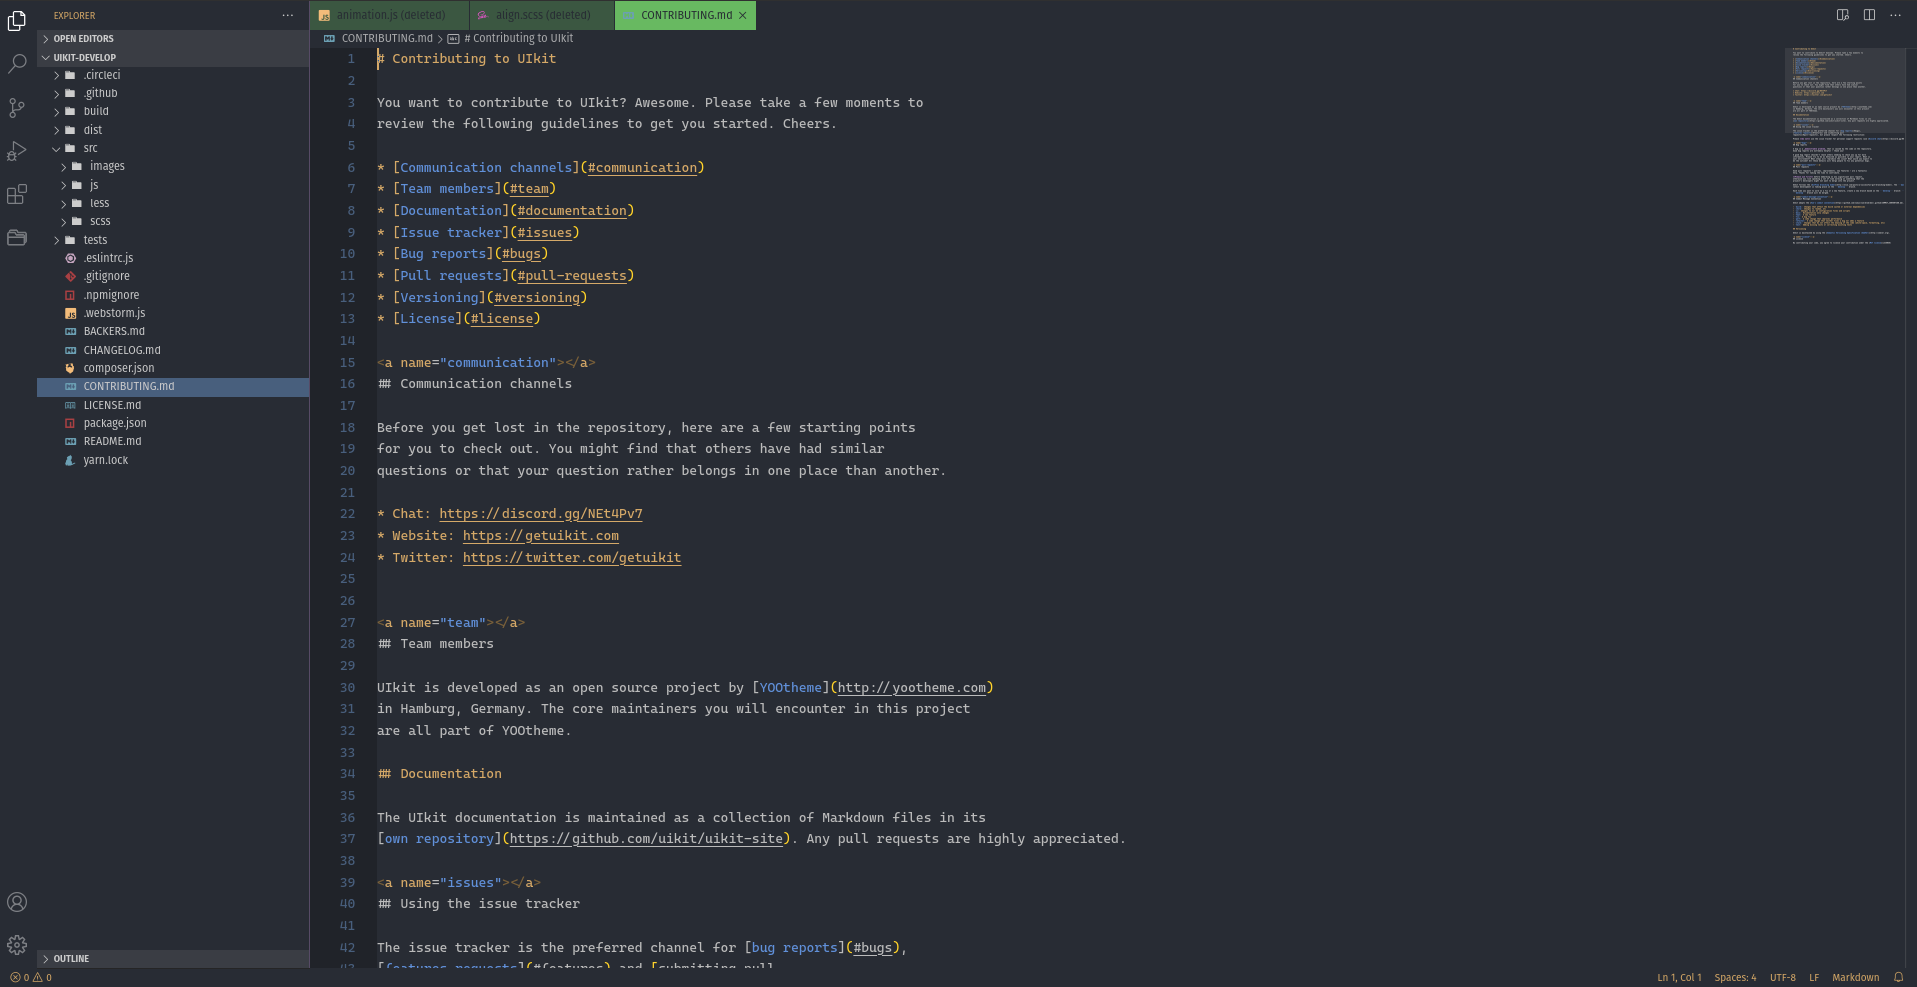 EXPLORER
OPEN EDITORS
UIKIT-DEVELOP
.circleci
.github
build
dist
src
images
js
less
scss
tests
.eslintrc.js
.gitignore
.npmignore
.webstorm.js
BACKERS.md
CHANGELOG.md
composer.json
CONTRIBUTING.md
LICENSE.md
package.json
README.md
yarn.lock
OUTLINE
animation.js (deleted)
align.scss (deleted)
CONTRIBUTING.md
CONTRIBUTING.md > # Contributing to UIkit
1 # Contributing to UIkit
2
3 You want to contribute to UIkit? Awesome. Please take a few moments to
4 review the following guidelines to get you started. Cheers.
5
6 * [Communication channels](#communication)
7 * [Team members](#team)
8 * [Documentation](#documentation)
9 * [Issue tracker](#issues)
10 * [Bug reports](#bugs)
11 * [Pull requests](#pull-requests)
12 * [Versioning](#versioning)
13 * [License](#license)
14
15 <a name="communication"></a>
16 ## Communication channels
17
18 Before you get lost in the repository, here are a few starting points
19 for you to check out. You might find that others have had similar
20 questions or that your question rather belongs in one place than another.
21
22 * Chat: https://discord.gg/NEt4Pv7
23 * Website: https://getuikit.com
24 * Twitter: https://twitter.com/getuikit
25
26
27 <a name="team"></a>
28 ## Team members
29
30 UIkit is developed as an open source project by [YOOtheme](http://yootheme.com)
31 in Hamburg, Germany. The core maintainers you will encounter in this project
32 are all part of YOOtheme.
33
34 ## Documentation
35
36 The UIkit documentation is maintained as a collection of Markdown files in its
37 [own repository](https://github.com/uikit/uikit-site). Any pull requests are highly appreciated.
38
39 <a name="issues"></a>
40 ## Using the issue tracker
41
42 The issue tracker is the preferred channel for [bug reports](#bugs),
43 [features requests](#features) and [submitting pull
0 0
Ln 1, Col 1
Spaces: 4
UTF-8
LF
Markdown